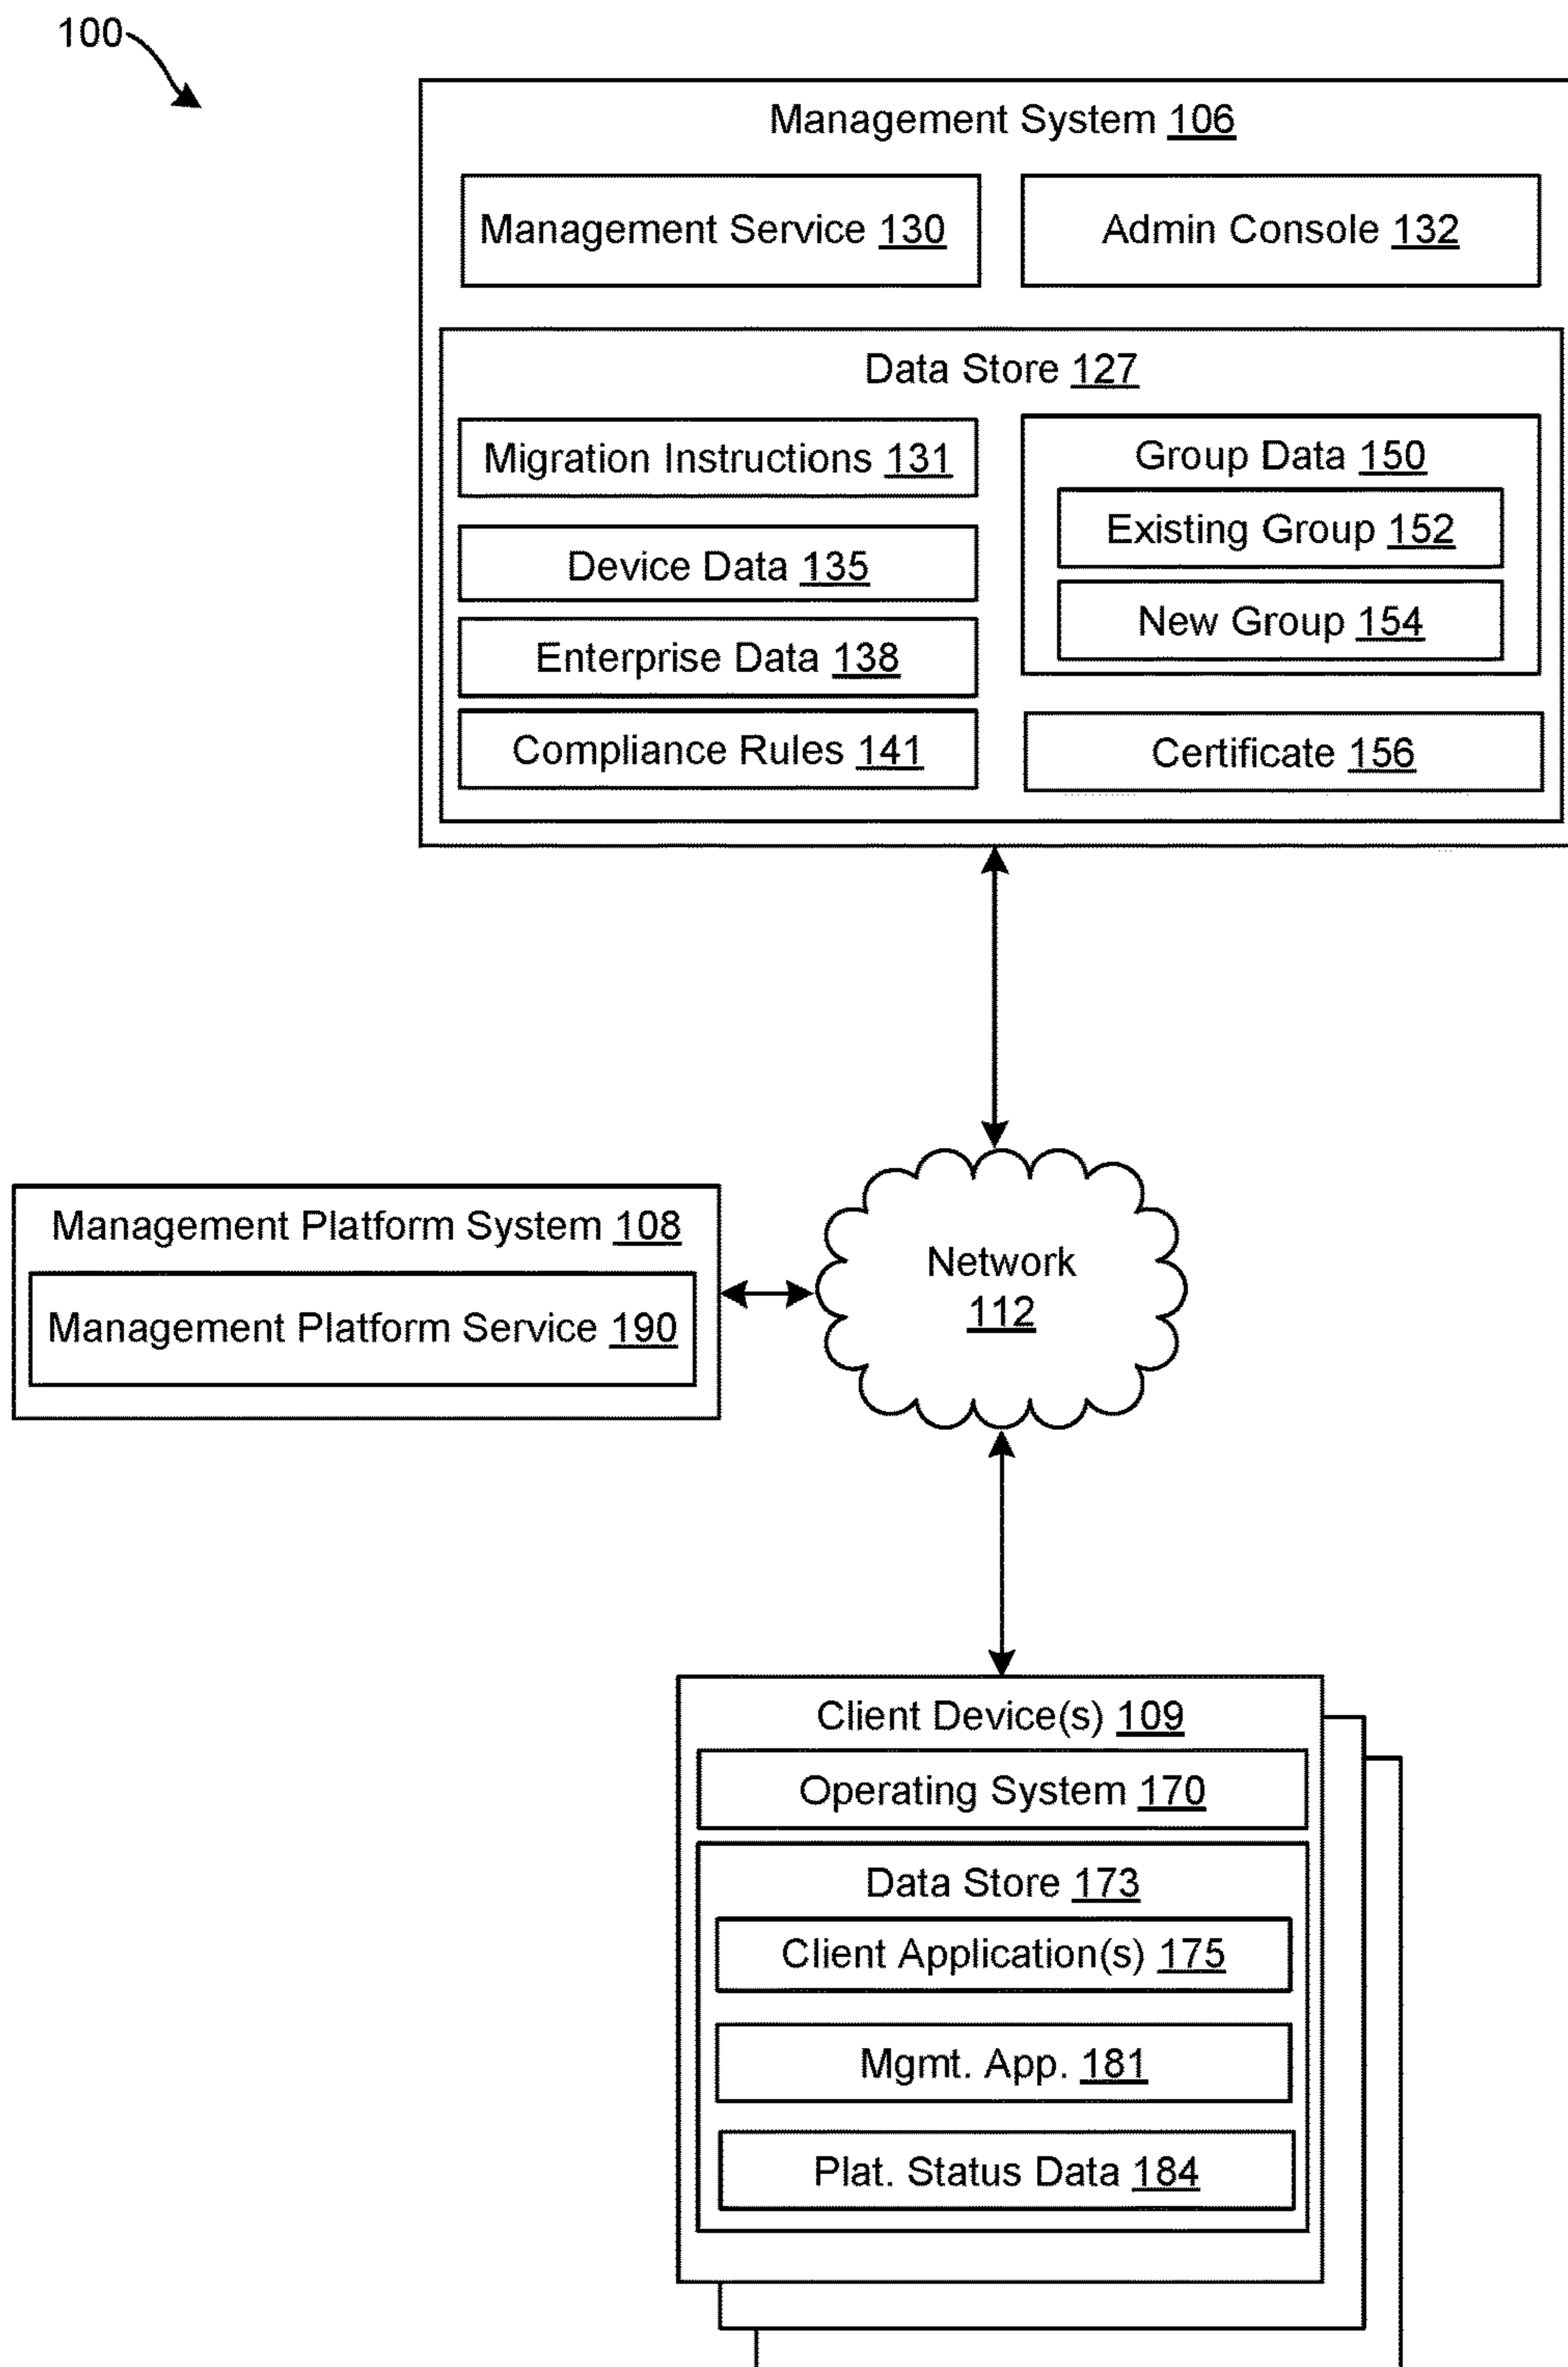 100
Management System 106
Management Service 130
Admin Console 132
Data Store 127
Migration Instructions 131
Device Data 135
Enterprise Data 138
Compliance Rules 141
Group Data 150
Existing Group 152
New Group 154
Certificate 156
Management Platform System 108
Management Platform Service 190
Network
112
Client Device(s) 109
Operating System 170
Data Store 173
Client Application(s) 175
Mgmt. App. 181
Plat. Status Data 184